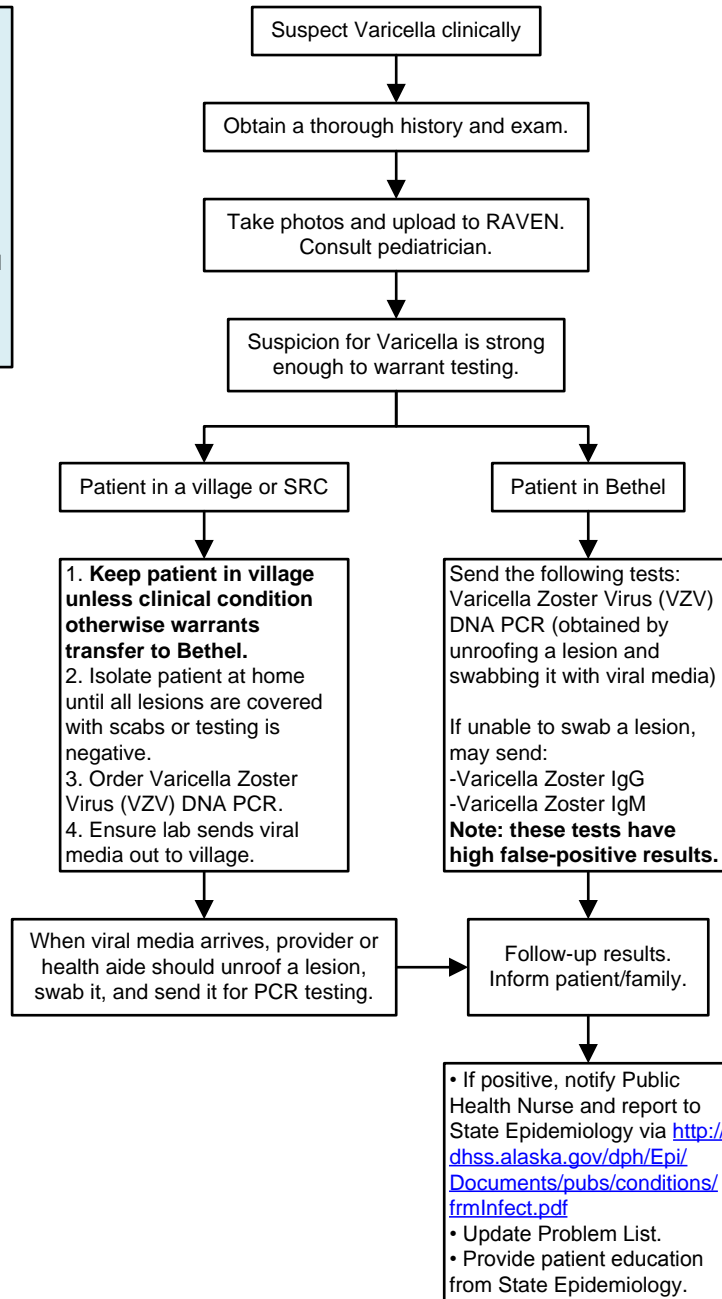 Suspect Varicella clinically
Obtain a thorough history and exam.
Take photos and upload to RAVEN.
Consult pediatrician.
Suspicion for Varicella is strong
enough to warrant testing.
Patient in a village or SRC
Patient in Bethel
1. Keep patient in village
unless clinical condition
otherwise warrants
transfer to Bethel.
2. Isolate patient at home
until all lesions are covered
with scabs or testing is
negative.
3. Order Varicella Zoster
Virus (VZV) DNA PCR.
4. Ensure lab sends viral
media out to village.
Send the following tests:
Varicella Zoster Virus (VZV)
DNA PCR (obtained by
unroofing a lesion and
swabbing it with viral media)
If unable to swab a lesion,
may send:
-Varicella Zoster IgG
-Varicella Zoster IgM
Note: these tests have
high false-positive results.
When viral media arrives, provider or
health aide should unroof a lesion,
swab it, and send it for PCR testing.
Follow-up results.
Inform patient/family.
• If positive, notify Public
Health Nurse and report to
State Epidemiology via http://
dhss.alaska.gov/dph/Epi/
Documents/pubs/conditions/
frmInfect.pdf
• Update Problem List.
• Provide patient education
from State Epidemiology.